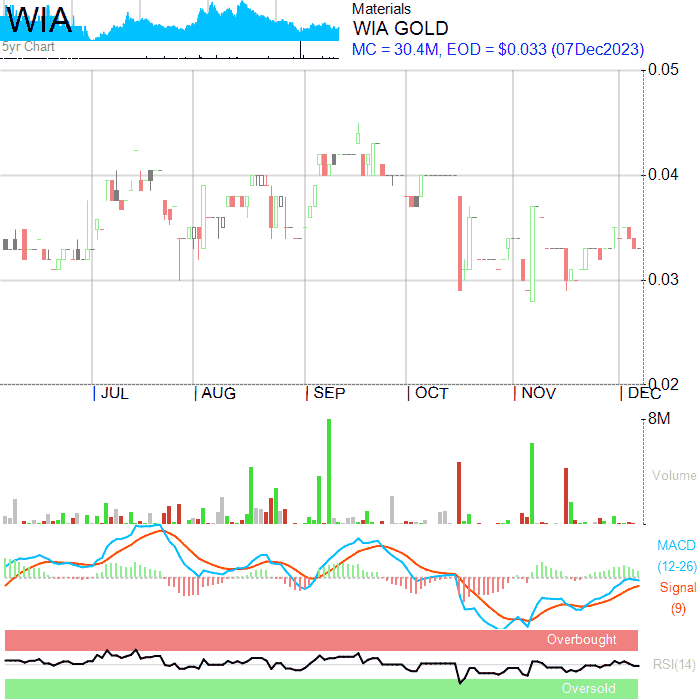 WIA
5yr Chart
Materials
WIA GOLD
MC = 30.4M, EOD = $0.033 (07Dec2023)
0.05
0.04
0.03
0.02
JUL
AUG
SEP
OCT
NOV
DEC
8M
Volume
MACD
(12-26)
Signal
(9)
Overbought
RSI(14)
Oversold